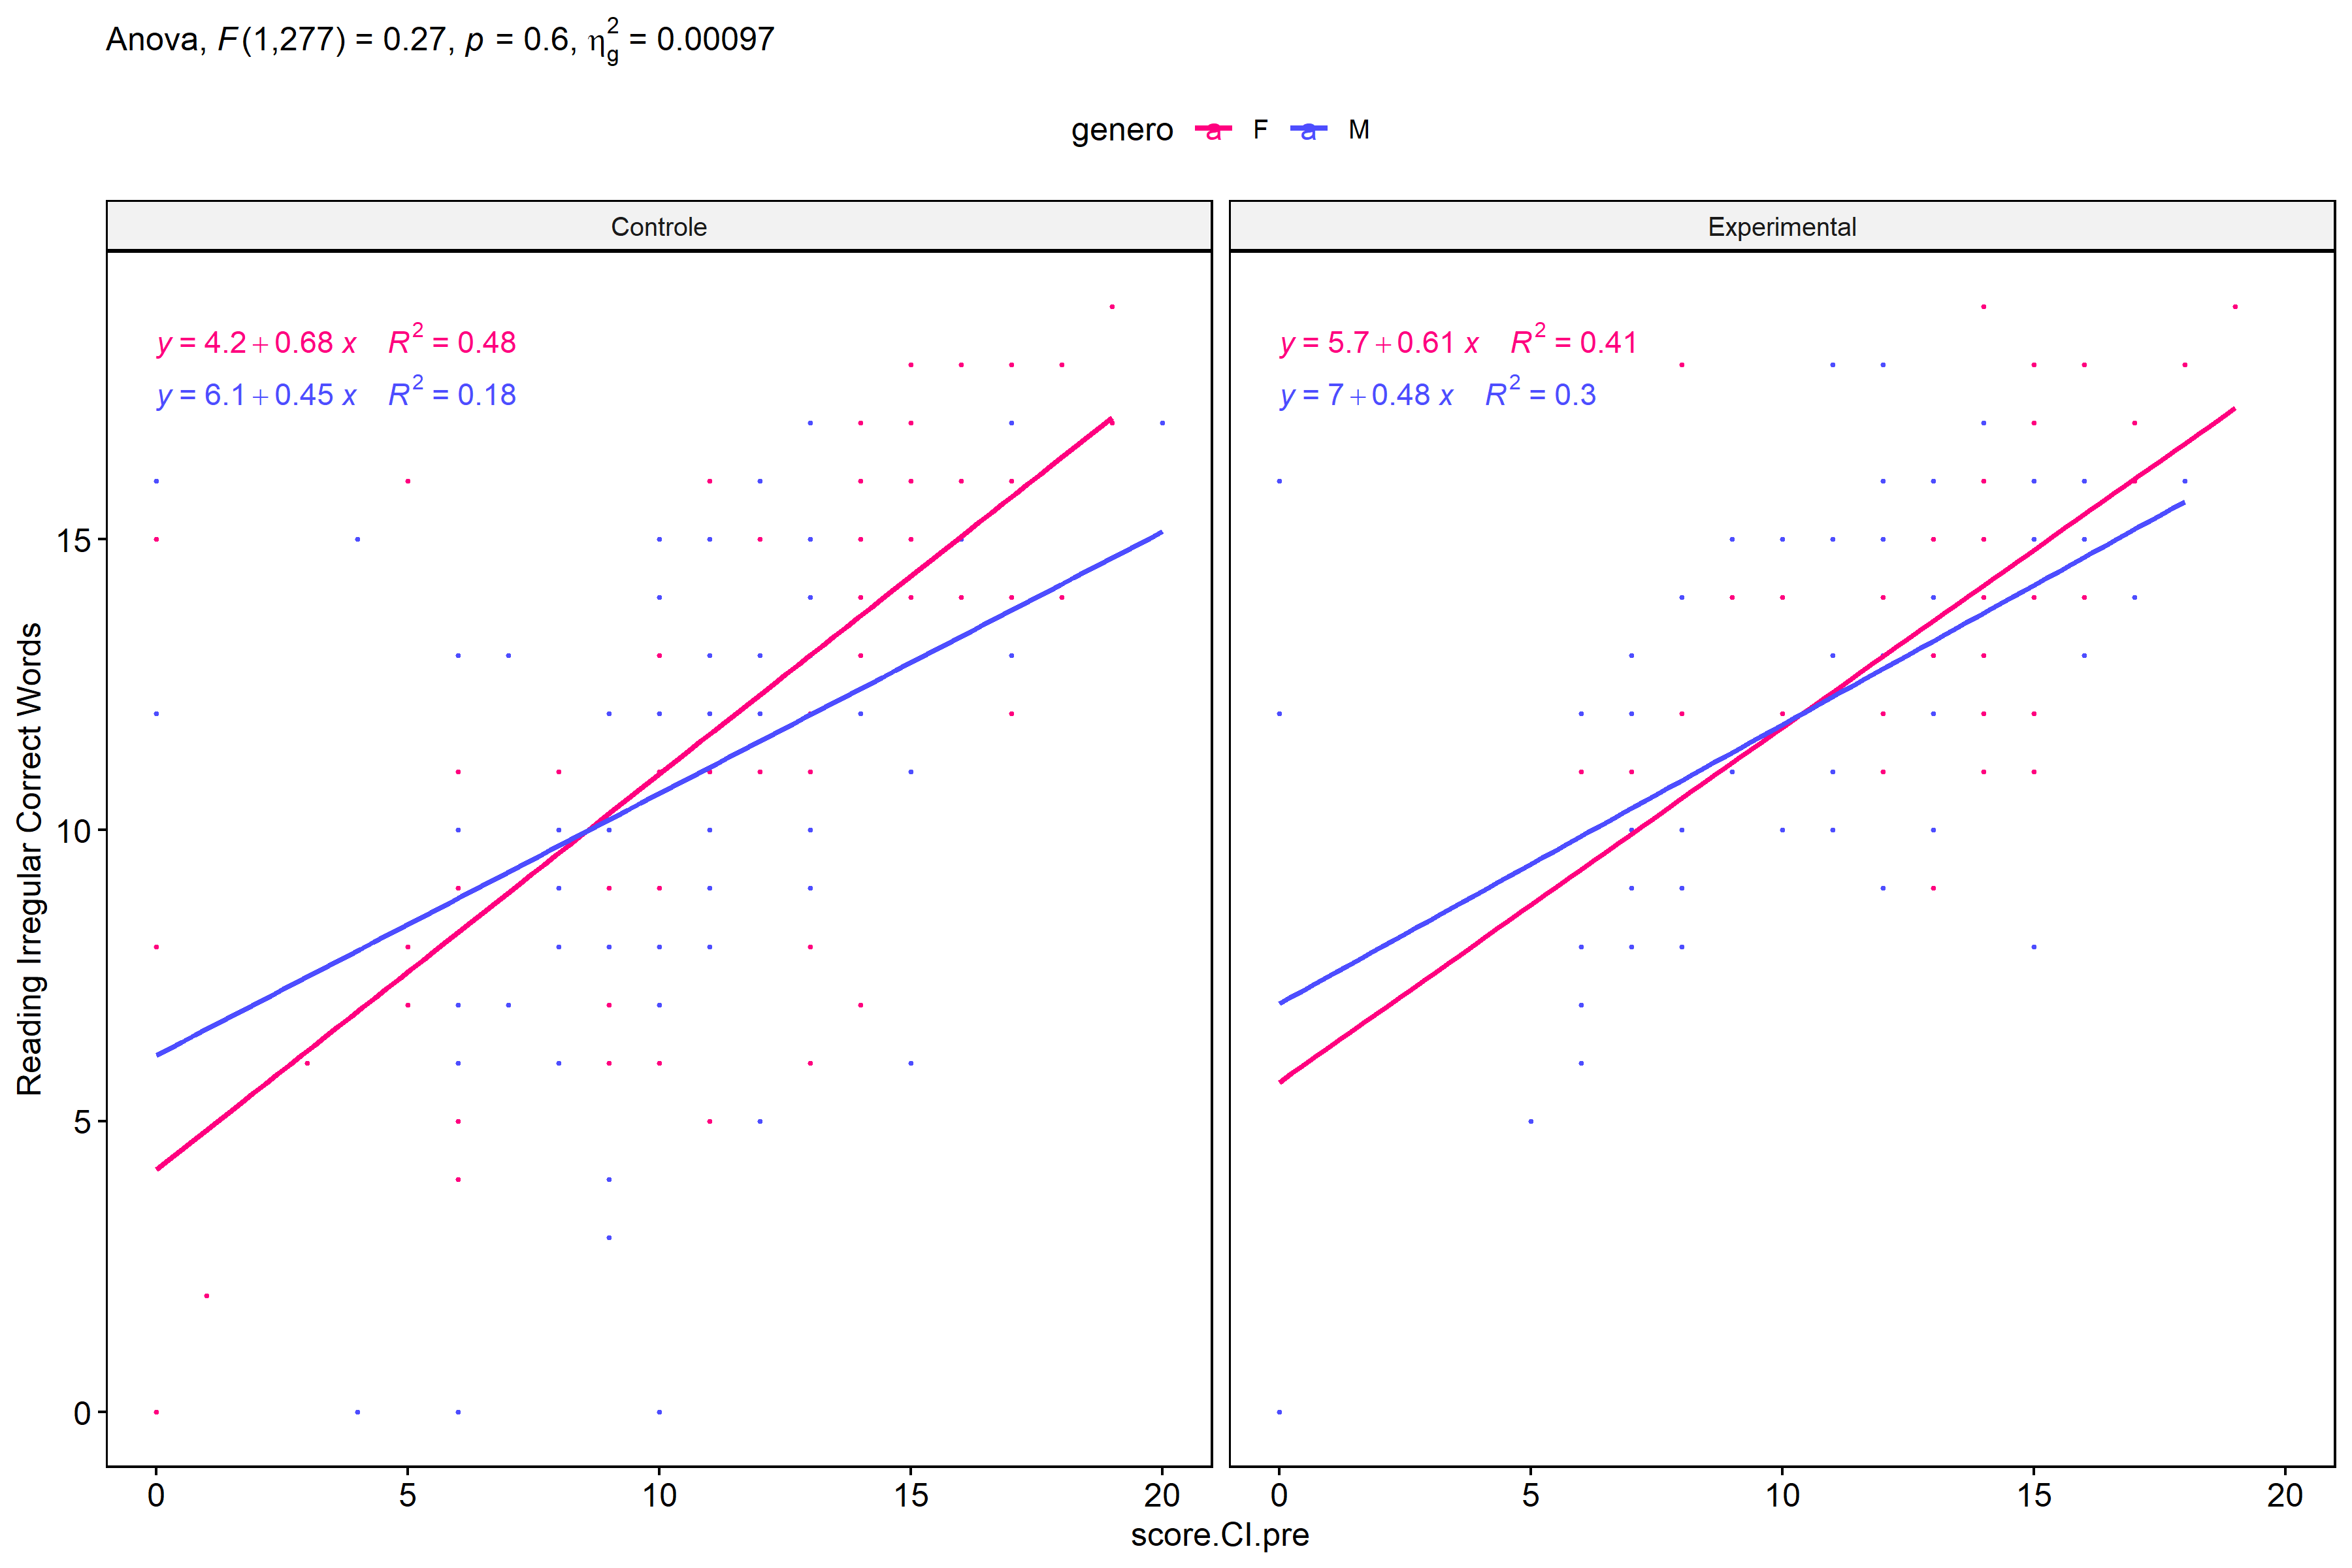 Anova, F(1,277) = 0.27, p = 0.6, η²g = 0.00097
genero a F a M
Controle
Experimental
y = 4.2 + 0.68 x R² = 0.48
y = 6.1 + 0.45 x R² = 0.18
y = 5.7 + 0.61 x R² = 0.41
y = 7 + 0.48 x R² = 0.3
Reading Irregular Correct Words
15
10
5
0
0 5 10 15 20
0 5 10 15 20
score.CI.pre